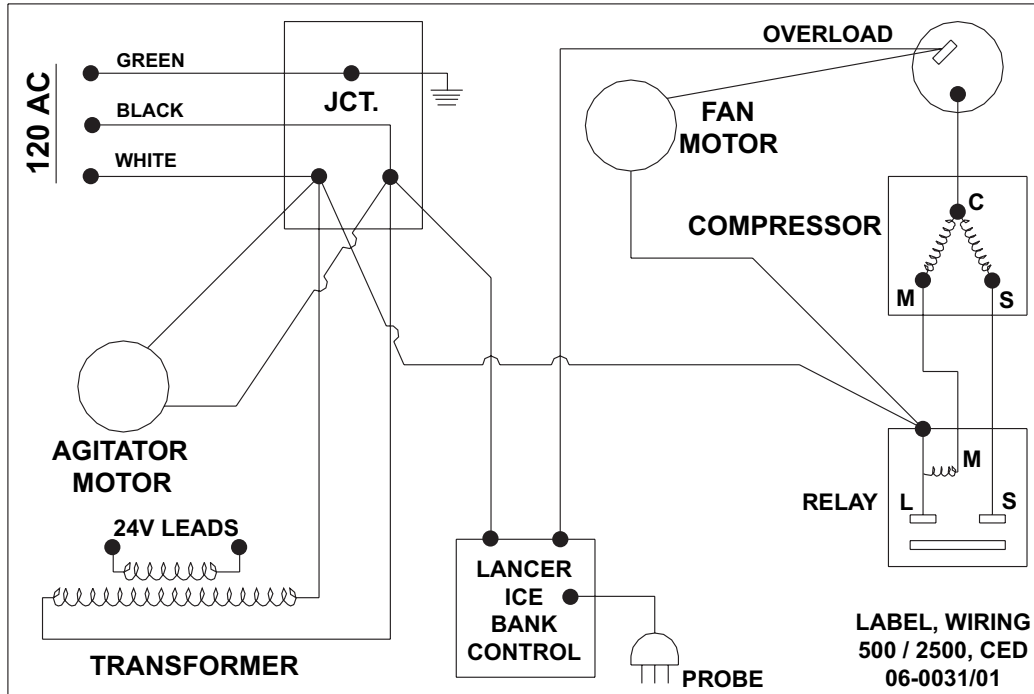 120 AC
GREEN
BLACK
WHITE
JCT.
OVERLOAD
FAN
MOTOR
COMPRESSOR
C
M
S
AGITATOR
MOTOR
RELAY
M
L
S
24V LEADS
TRANSFORMER
LANCER
ICE
BANK
CONTROL
PROBE
LABEL, WIRING
500 / 2500, CED
06-0031/01